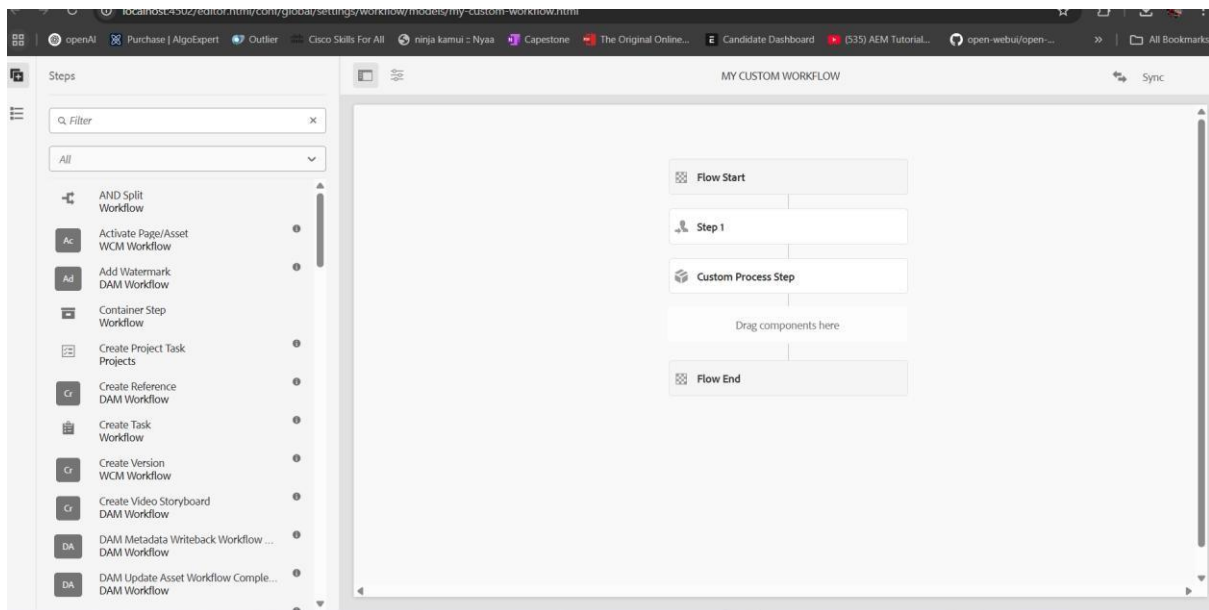 localhost:4502/editor.html/conf/global/settings/workflow/models/my-custom-workflow.html
openAI Purchase | AlgoExpert Outlier Cisco Skills For All ninja kamui :: Nyaa Capestone The Original Online... Candidate Dashboard (535) AEM Tutorial... open-webui/open-... » All Bookmarks
Steps
MY CUSTOM WORKFLOW
Sync
Filter
All
AND Split
Workflow
Ac
Activate Page/Asset
WCM Workflow
Ad
Add Watermark
DAM Workflow
Container Step
Workflow
Create Project Task
Projects
Cr
Create Reference
DAM Workflow
Create Task
Workflow
Cr
Create Version
WCM Workflow
Cr
Create Video Storyboard
DAM Workflow
DA
DAM Metadata Writeback Workflow ...
DAM Workflow
DA
DAM Update Asset Workflow Comple...
DAM Workflow
Flow Start
Step 1
Custom Process Step
Drag components here
Flow End